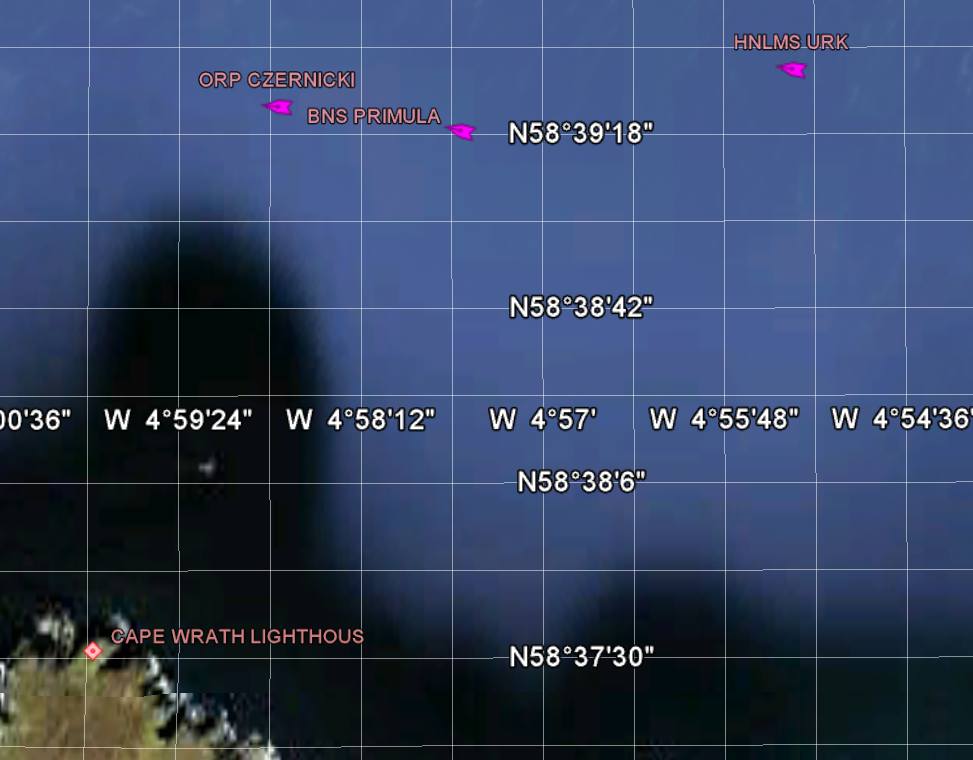 HNLMS URK
ORP CZERNICKI
BNS PRIMULA
N58°39'18"
N58°38'42"
00'36" W 4°59'24" W 4°58'12" W 4°57' W 4°55'48" W 4°54'36"
N58°38'6"
CAPE WRATH LIGHTHOUS
N58°37'30"